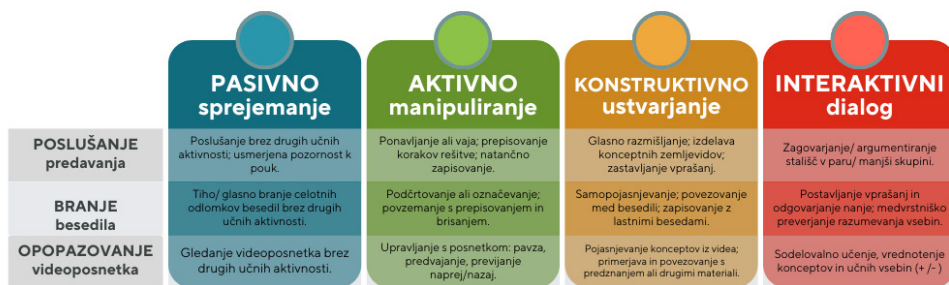 PASIVNO
sprejemanje
AKTIVNO
manipuliranje
KONSTRUKTIVNO
ustvarjanje
INTERAKTIVNI
dialog
POSLUŠANJE
predavanja
Poslušanje brez drugih učnih
aktivnosti; usmerjena pozornost k
pouk.
Ponavljanje ali vaja; prepisovanje
korakov rešitve; natančno
zapisovanje.
Glasno razmišljanje; izdelava
konceptnih zemljevidov;
zastavljanje vprašanj.
Zagovarjanje/ argumentiranje
stališč v paru/ manjši skupini.
BRANJE
besedila
Tiho/ glasno branje celotnih
odlomkov besedil brez drugih
učnih aktivnosti.
Podčrtovanje ali označevanje;
povzemanje s prepisovanjem in
brisanjem.
Samopojasnjevanje; povezovanje
med besedili; zapisovanje z
lastnimi besedami.
Postavljanje vprašanj in
odgovarjanje nanje; medvrstniško
preverjanje razumevanja vsebin.
OPOPAZOVANJE
videoposnetka
Gledanje videoposnetka brez
drugih učnih aktivnosti.
Upravljanje s posnetkom: pavza,
predvajanje, previjanje
naprej/nazaj.
Pojasnjevanje konceptov iz videa;
primerjava in povezovanje s
predznanjem ali drugimi materiali.
Sodelovalno učenje, vrednotenje
konceptov in učnih vsebin (+ /- )